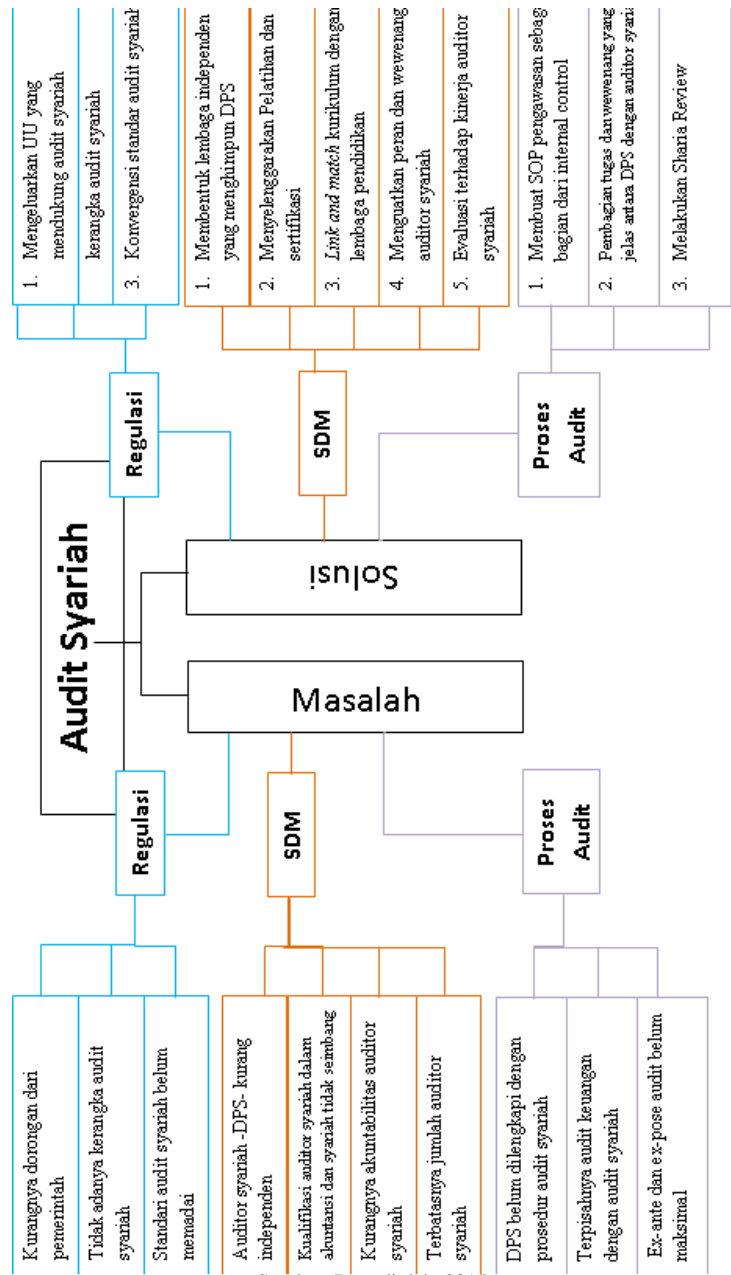 Audit Syariah
Masalah
Regulasi
Kurangnya dorongan dari
pemerintah
Tidak adanya kerangka audit
syariah
Standari audit syariah belum
memadai
SDM
Auditor syariah -DPS- kurang
independen
Kualifikasi auditor syariah dalam
akuntansi dan syariah tidak seimbang
Kurangnya akuntabilitas auditor
syariah
Terbatasnya jumlah auditor
syariah
Proses
Audit
DPS belum dilengkapi dengan
prosedur audit syariah
Terpisahnya audit keuangan
dengan audit syariah
Ex-ante dan ex-pose audit belum
maksimal
Solusi
Regulasi
1. Mengeluarkan UU yang
mendukung audit syariah
kerangka audit syariah
3. Konvergensi standar audit syariah
SDM
1. Membentuk lembaga independen
yang menghimpun DPS
2. Menyelenggarakan Pelatihan dan
sertifikasi
3. Link and match kurikulum dengan
lembaga pendidikan
4. Menguatkan peran dan wewenang
auditor syariah
5. Evaluasi terhadap kinerja auditor
syariah
Proses
Audit
1. Membuat SOP pengawasan sebag
bagian dari internal control
2. Pembagian tugas dan wewenang yang
jelas antara DPS dengan auditor syaria
3. Melakukan Sharia Review